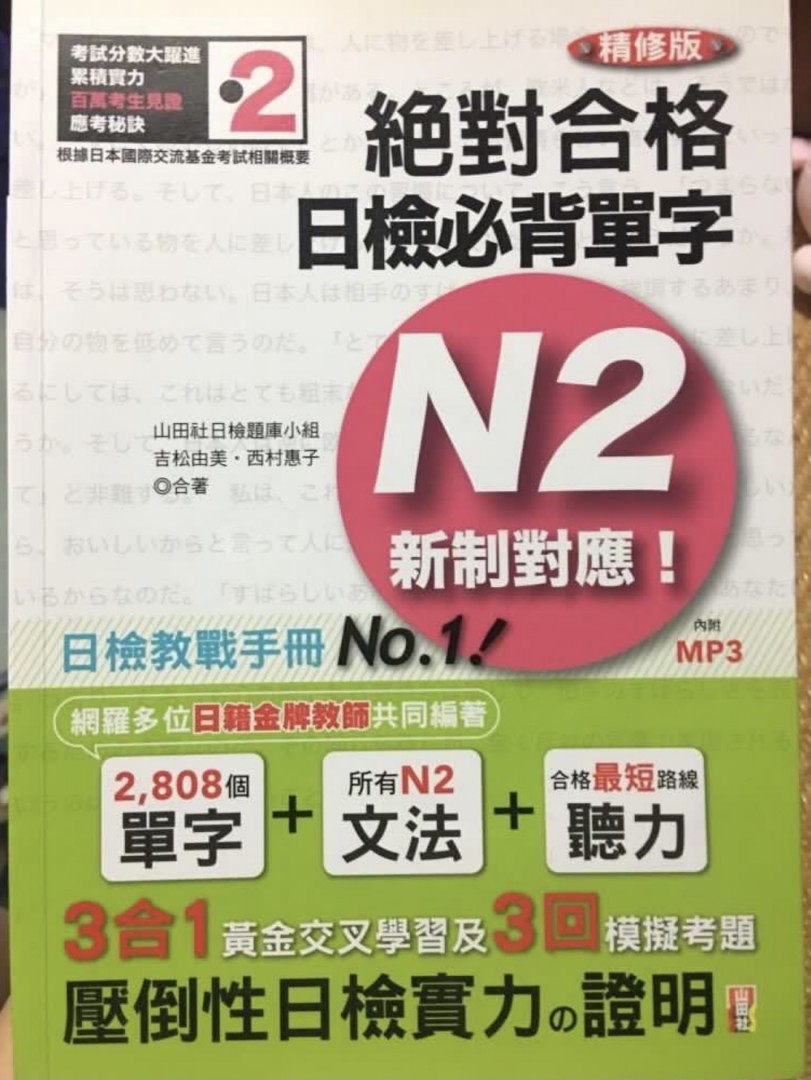 考試分數大躍進
累積實力
百萬考生見證
應考秘訣
2
根據日本國際交流基金考試相關概要
精修版
絕對合格
日檢必背單字
N2
新制對應!
山田社日檢題庫小組
吉松由美・西村惠子
◎合著
日檢教戰手冊 No.1!
內附
MP3
網羅多位日籍金牌教師共同編著
2,808個
單字
+
所有N2
文法
+
合格最短路線
聽力
3合1黃金交叉學習及3回模擬考題
壓倒性日檢實力の證明
山田社